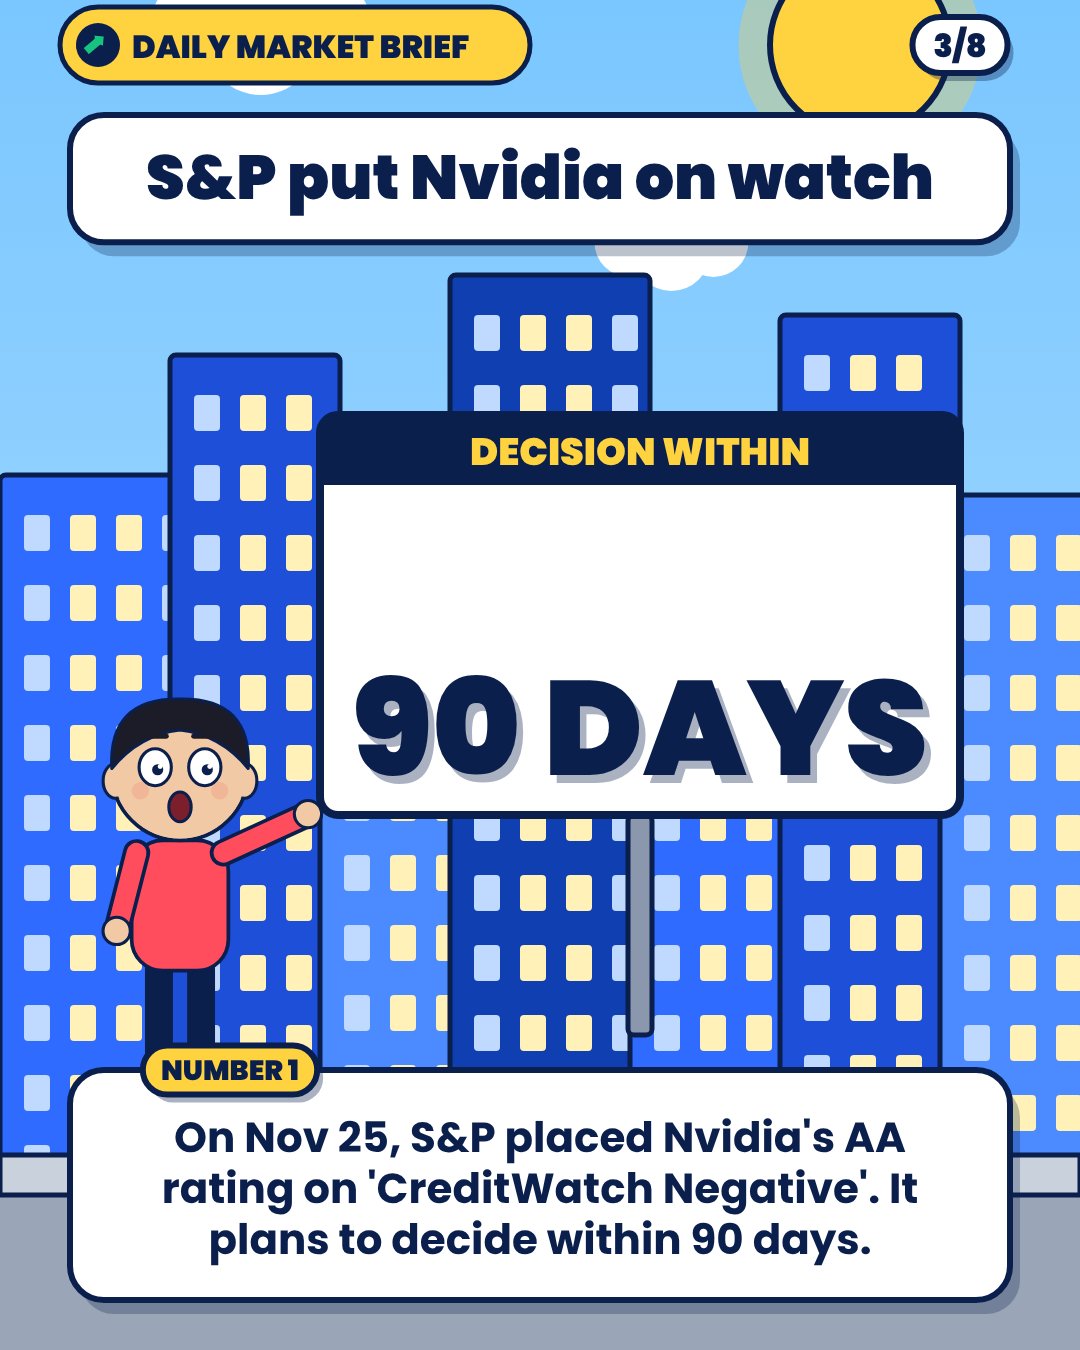 DAILY MARKET BRIEF
3/8
S&P put Nvidia on watch
DECISION WITHIN
90 DAYS
NUMBER 1
On Nov 25, S&P placed Nvidia's AA
rating on 'CreditWatch Negative'. It
plans to decide within 90 days.